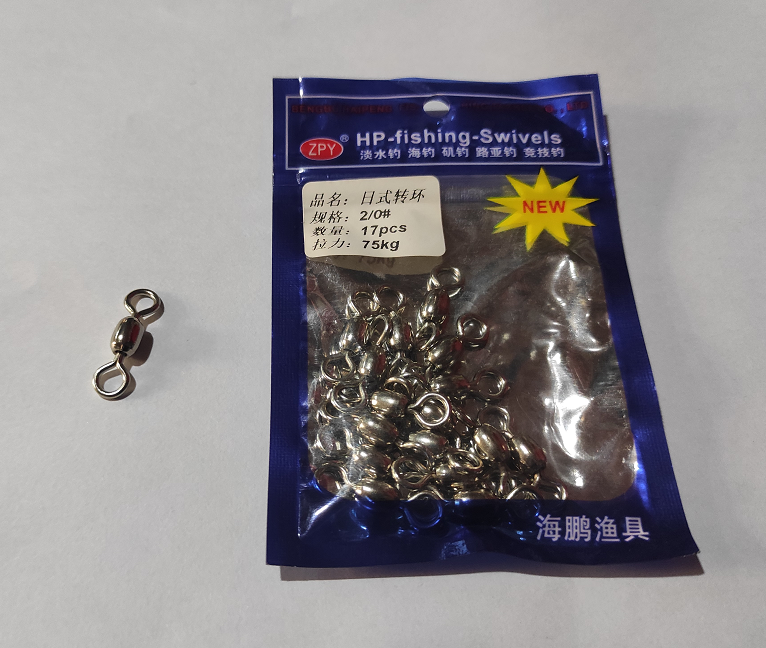 ZPY ® HP-fishing-Swivels
淡水钓 海钓 矶钓 路亚钓 竞技钓
品名: 日式转环
规格: 2/0#
数量: 17pcs
拉力: 75kg
NEW
海鹏渔具